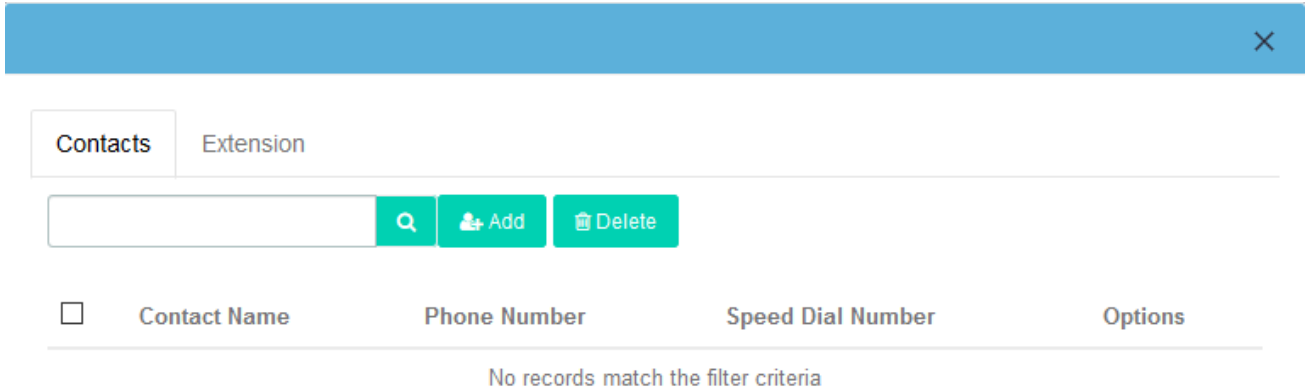 Contacts Extension
Add Delete
Contact Name Phone Number Speed Dial Number Options
No records match the filter criteria